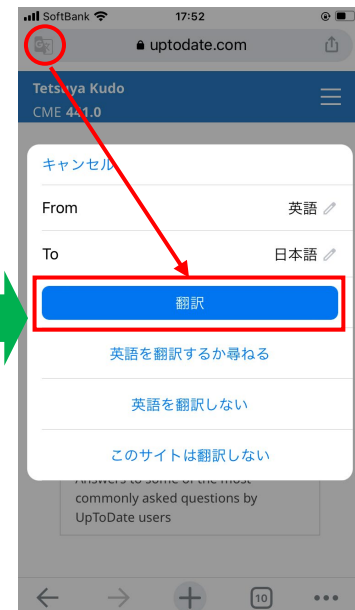 SoftBank 17:52
uptodate.com
Tetsuya Kudo
CME 441.0
キャンセル
From 英語
To 日本語
翻訳
英語を翻訳するか尋ねる
英語を翻訳しない
このサイトは翻訳しない
Answers to some of the most
commonly asked questions by
UpToDate users
10